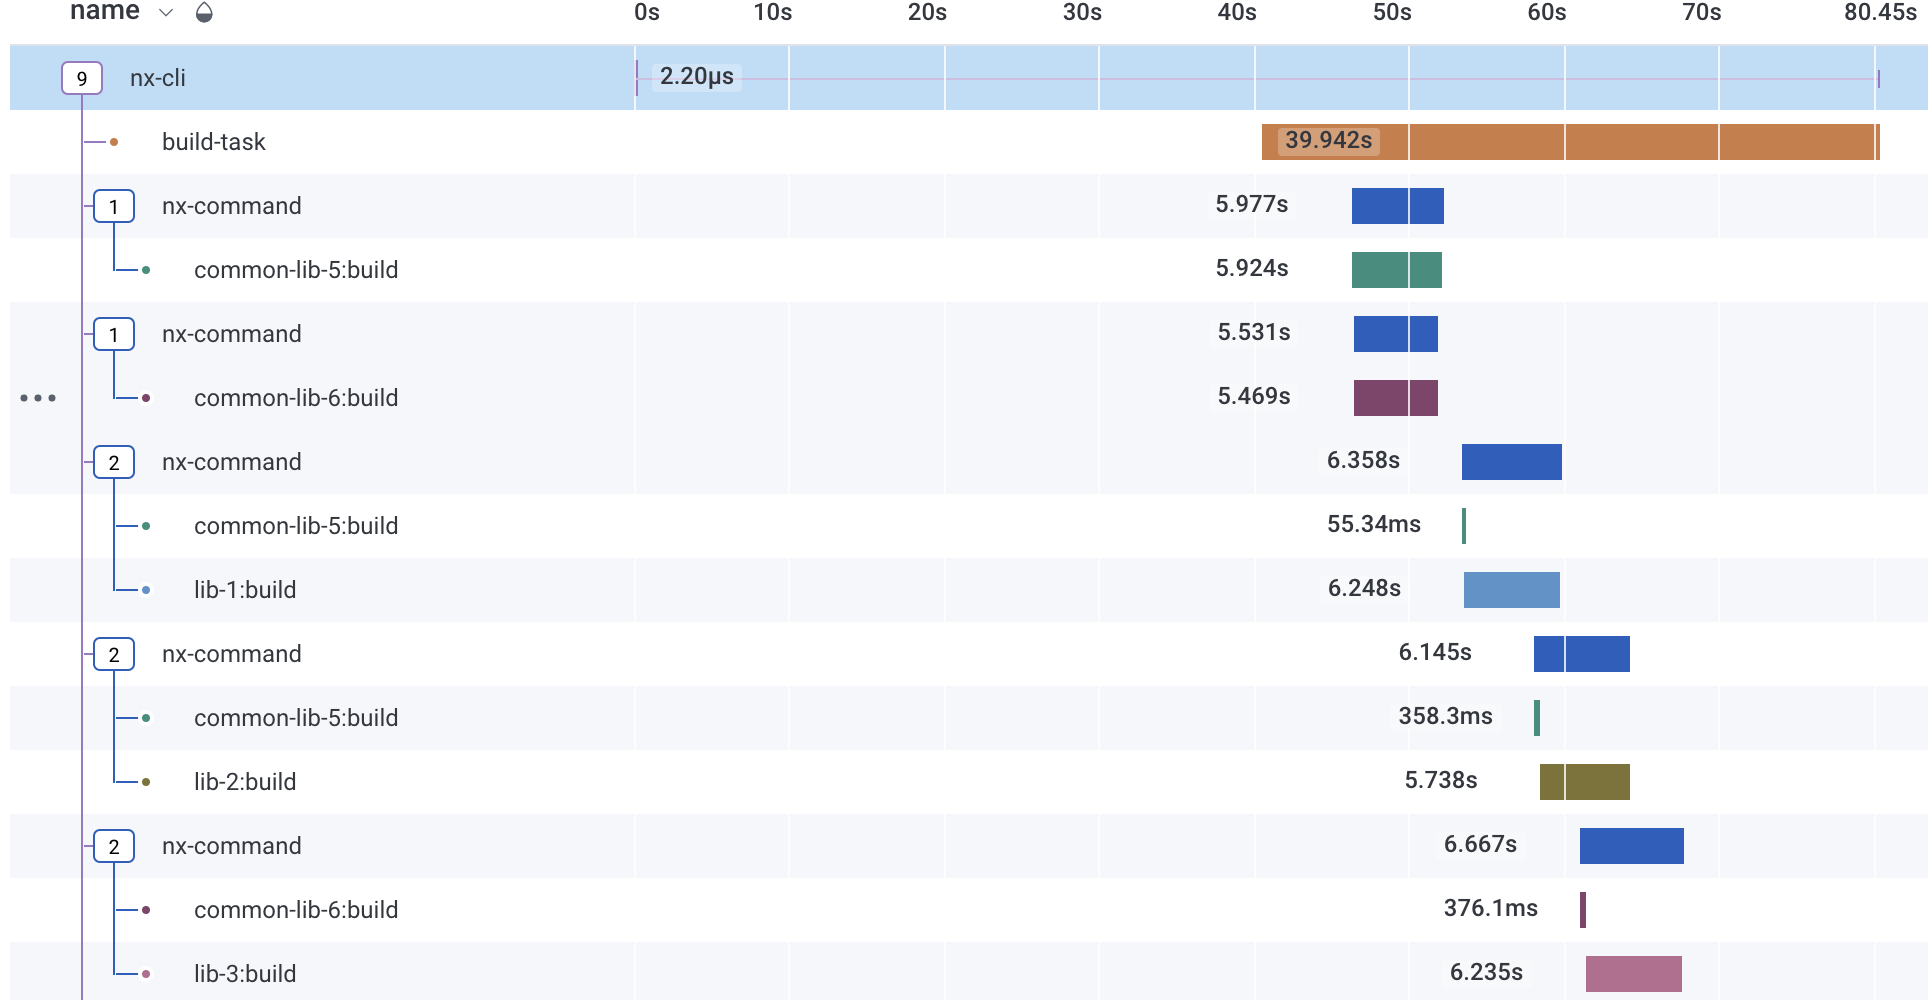 name 0s 10s 20s 30s 40s 50s 60s 70s 80.45s
9 nx-cli 2.20μs
build-task 39.942s
1 nx-command 5.977s
common-lib-5:build 5.924s
1 nx-command 5.531s
common-lib-6:build 5.469s
2 nx-command 6.358s
common-lib-5:build 55.34ms
lib-1:build 6.248s
2 nx-command 6.145s
common-lib-5:build 358.3ms
lib-2:build 5.738s
2 nx-command 6.667s
common-lib-6:build 376.1ms
lib-3:build 6.235s